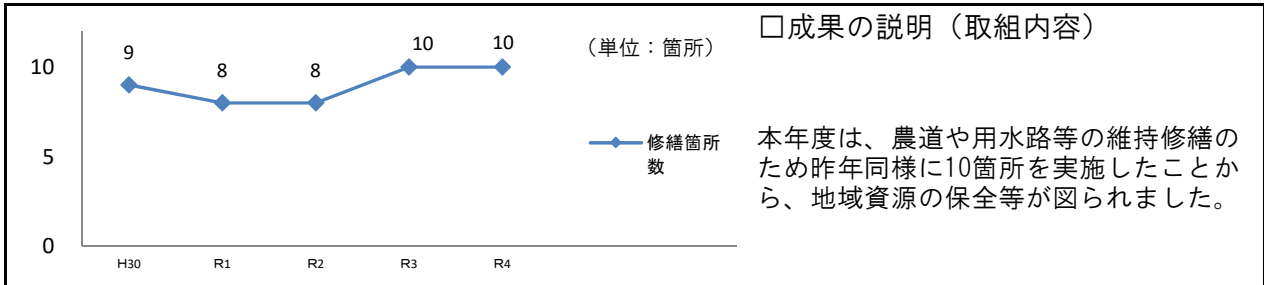 □成果の説明（取組内容）
（単位：箇所）
10
5
0
9
8
8
10
10
H30
R1
R2
R3
R4
修繕箇所
数
本年度は、農道や用水路等の維持修繕の
ため昨年同様に10箇所を実施したことか
ら、地域資源の保全等が図られました。